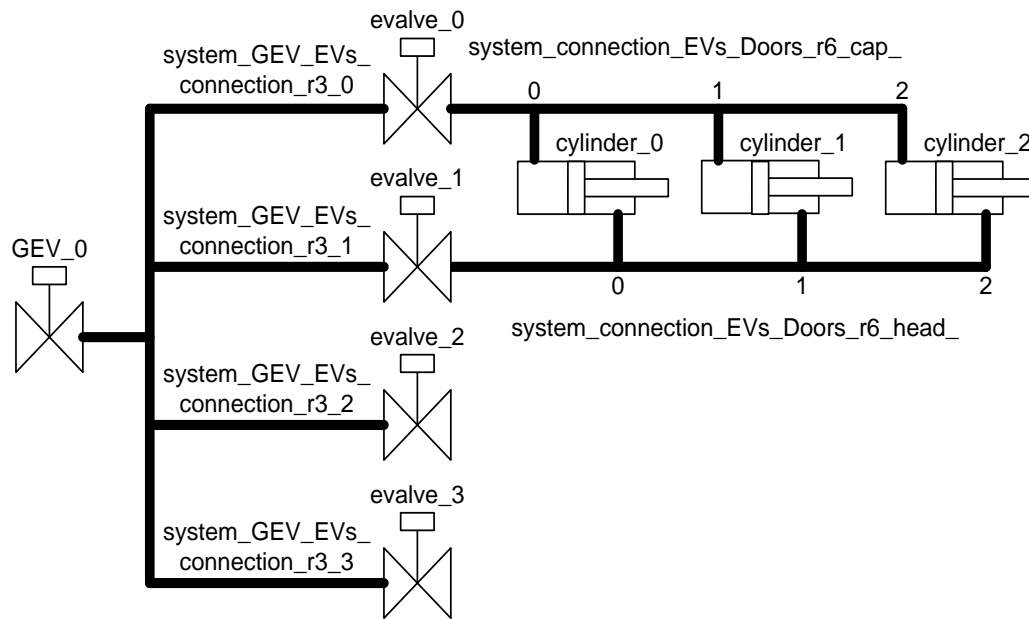 evalve_0
system_GEV_EVs_
connection_r3_0
system_connection_EVs_Doors_r6_cap_
0 1 2
cylinder_0 cylinder_1 cylinder_2
evalve_1
system_GEV_EVs_
connection_r3_1
GEV_0
0 1 2
system_connection_EVs_Doors_r6_head_
evalve_2
system_GEV_EVs_
connection_r3_2
evalve_3
system_GEV_EVs_
connection_r3_3